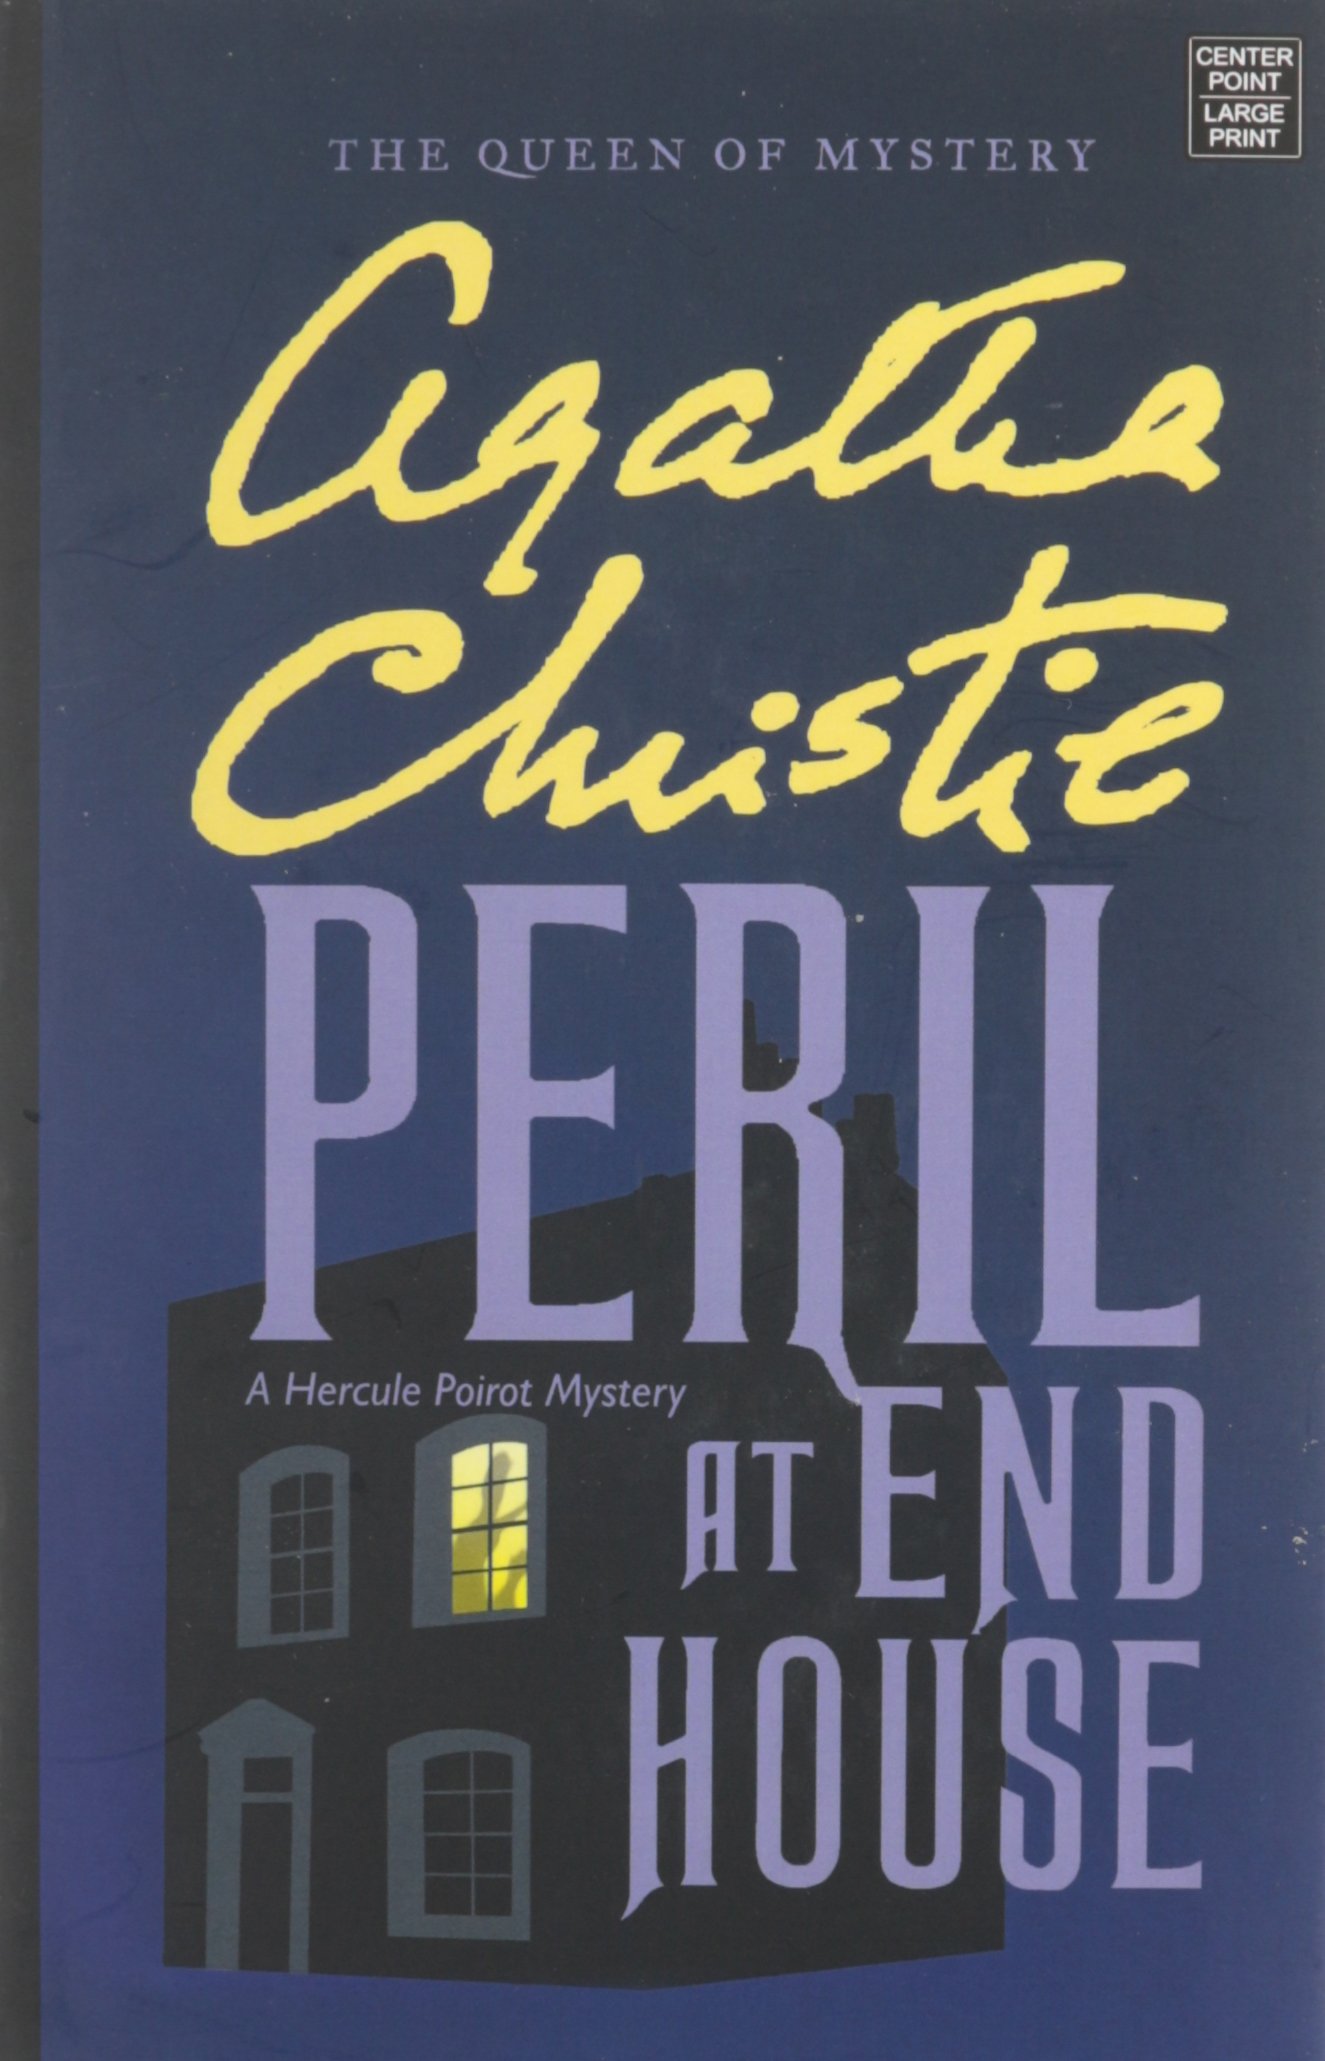 CENTER
POINT
LARGE
PRINT
THE QUEEN OF MYSTERY
Agatha
Christie
PERIL
A Hercule Poirot Mystery
AT END
HOUSE